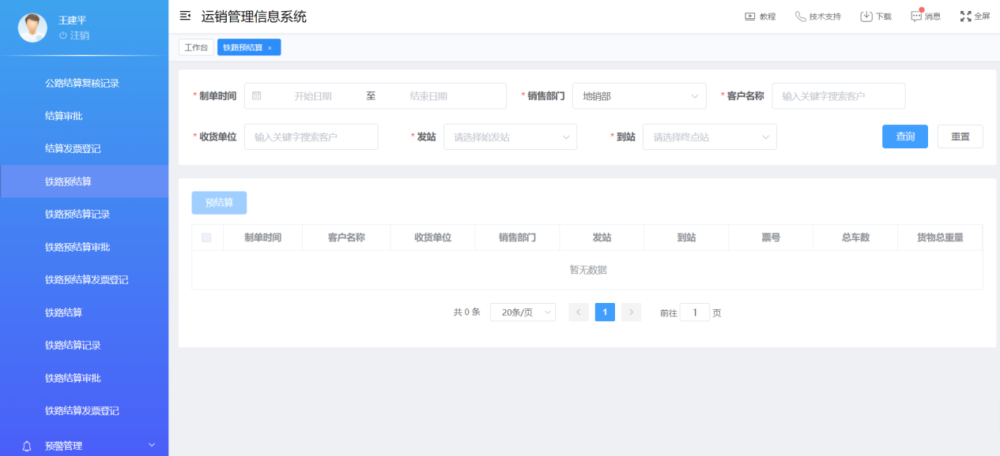 王建平
注销
公路结算复核记录
结算审批
结算发票登记
铁路预结算
铁路预结算记录
铁路预结算审批
铁路预结算发票登记
铁路结算
铁路结算记录
铁路结算审批
铁路结算发票登记
预警管理
运销管理信息系统 教程 技术支持 下载 消息 全屏
工作台 铁路预结算 ×
* 制单时间 开始日期 至 结束日期 * 销售部门 地销部 * 客户名称 输入关键字搜索客户
* 收货单位 输入关键字搜索客户 * 发站 请选择始发站 * 到站 请选择终点站 查询 重置
预结算
制单时间 客户名称 收货单位 销售部门 发站 到站 票号 总车数 货物总重量
暂无数据
共 0 条 20条/页 < 1 > 前往 1 页